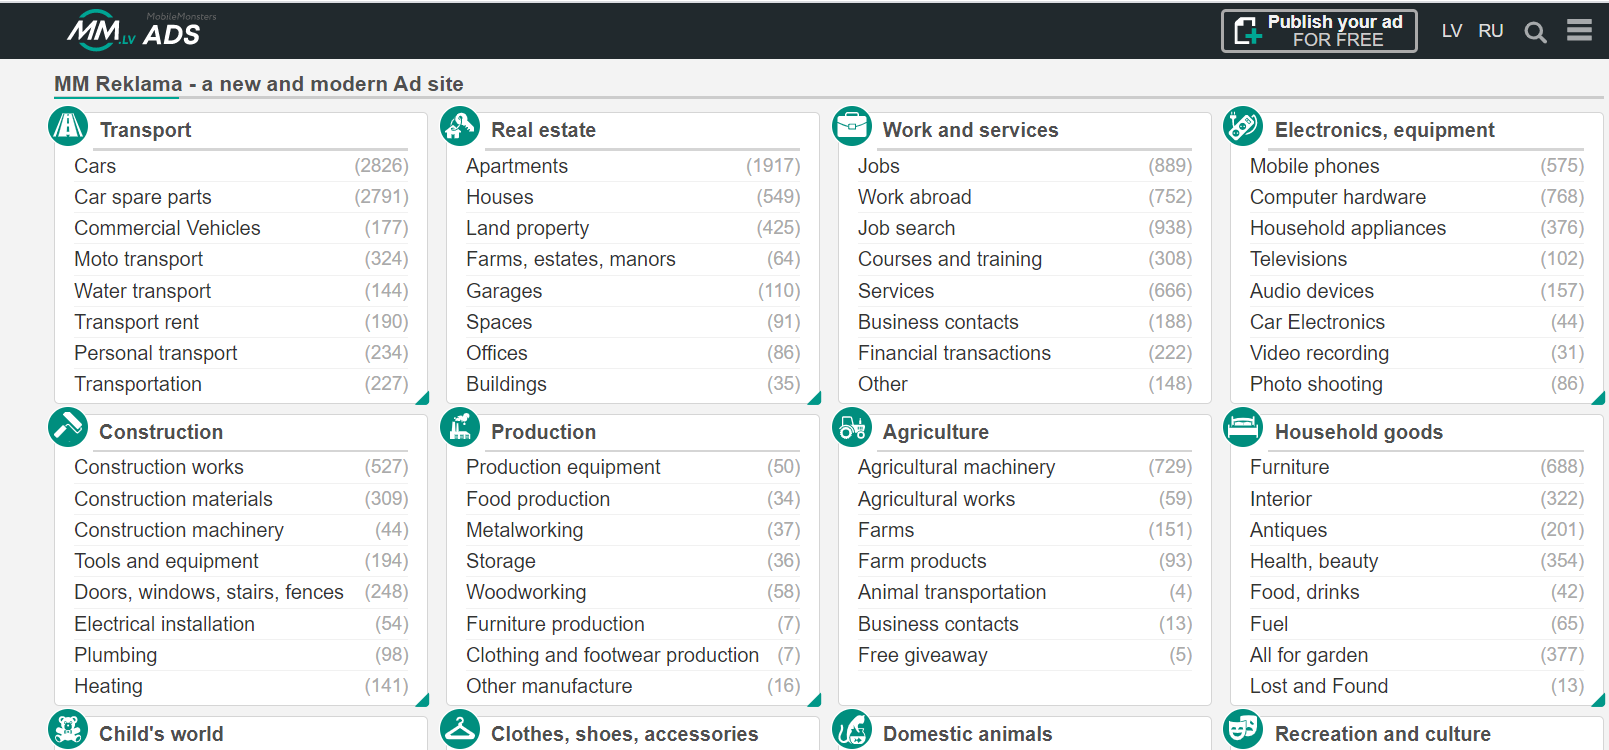 MobileMonsters
MM.LV ADS
Publish your ad
FOR FREE
LV RU
MM Reklama - a new and modern Ad site
Transport
Cars (2826)
Car spare parts (2791)
Commercial Vehicles (177)
Moto transport (324)
Water transport (144)
Transport rent (190)
Personal transport (234)
Transportation (227)
Real estate
Apartments (1917)
Houses (549)
Land property (425)
Farms, estates, manors (64)
Garages (110)
Spaces (91)
Offices (86)
Buildings (35)
Work and services
Jobs (889)
Work abroad (752)
Job search (938)
Courses and training (308)
Services (666)
Business contacts (188)
Financial transactions (222)
Other (148)
Electronics, equipment
Mobile phones (575)
Computer hardware (768)
Household appliances (376)
Televisions (102)
Audio devices (157)
Car Electronics (44)
Video recording (31)
Photo shooting (86)
Construction
Construction works (527)
Construction materials (309)
Construction machinery (44)
Tools and equipment (194)
Doors, windows, stairs, fences (248)
Electrical installation (54)
Plumbing (98)
Heating (141)
Production
Production equipment (50)
Food production (34)
Metalworking (37)
Storage (36)
Woodworking (58)
Furniture production (7)
Clothing and footwear production (7)
Other manufacture (16)
Agriculture
Agricultural machinery (729)
Agricultural works (59)
Farms (151)
Farm products (93)
Animal transportation (4)
Business contacts (13)
Free giveaway (5)
Household goods
Furniture (688)
Interior (322)
Antiques (201)
Health, beauty (354)
Food, drinks (42)
Fuel (65)
All for garden (377)
Lost and Found (13)
Child's world
Clothes, shoes, accessories
Domestic animals
Recreation and culture